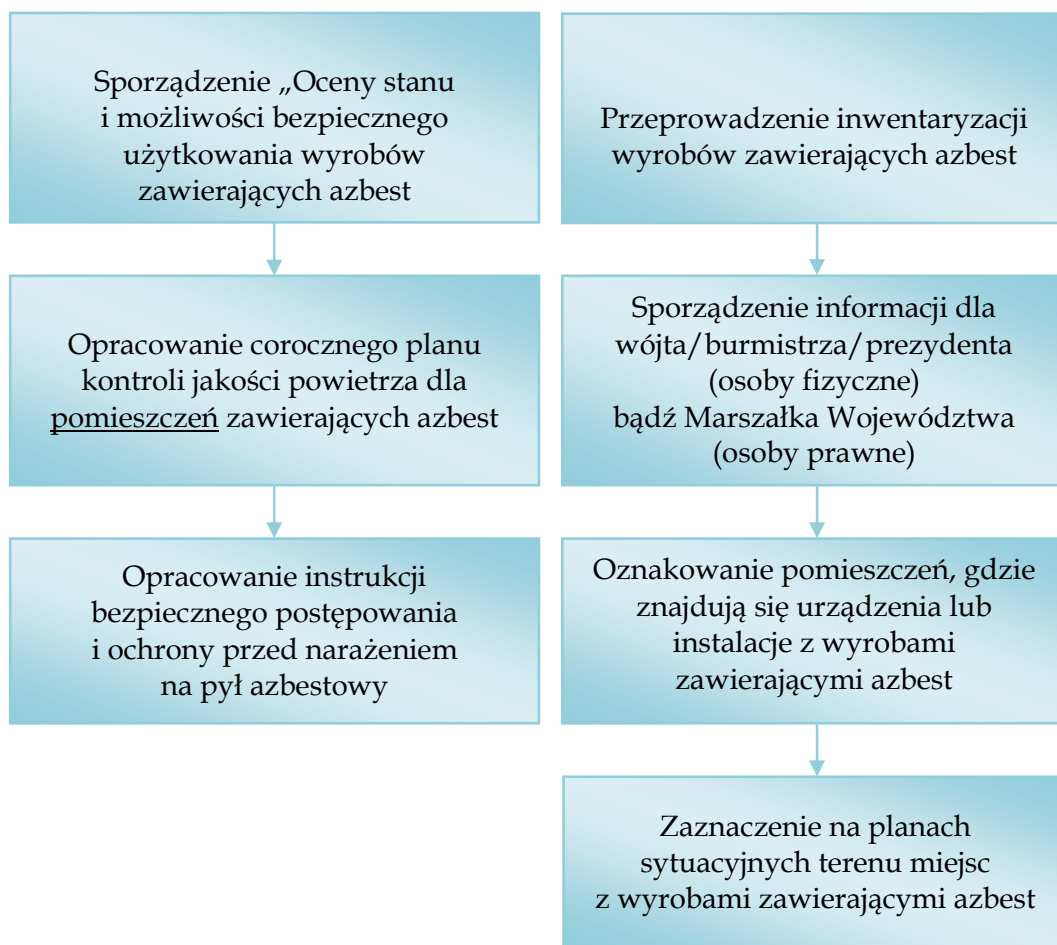 Sporządzenie „Oceny stanu
i możliwości bezpiecznego
użytkowania wyrobów
zawierających azbest
Opracowanie corocznego planu
kontroli jakości powietrza dla
pomieszczeń zawierających azbest
Opracowanie instrukcji
bezpiecznego postępowania
i ochrony przed narażeniem
na pył azbestowy
Przeprowadzenie inwentaryzacji
wyrobów zawierających azbest
Sporządzenie informacji dla
wójta/burmistrza/prezydenta
(osoby fizyczne)
bądź Marszałka Województwa
(osoby prawne)
Oznakowanie pomieszczeń, gdzie
znajdują się urządzenia lub
instalacje z wyrobami
zawierającymi azbest
Zaznaczenie na planach
sytuacyjnych terenu miejsc
z wyrobami zawierającymi azbest